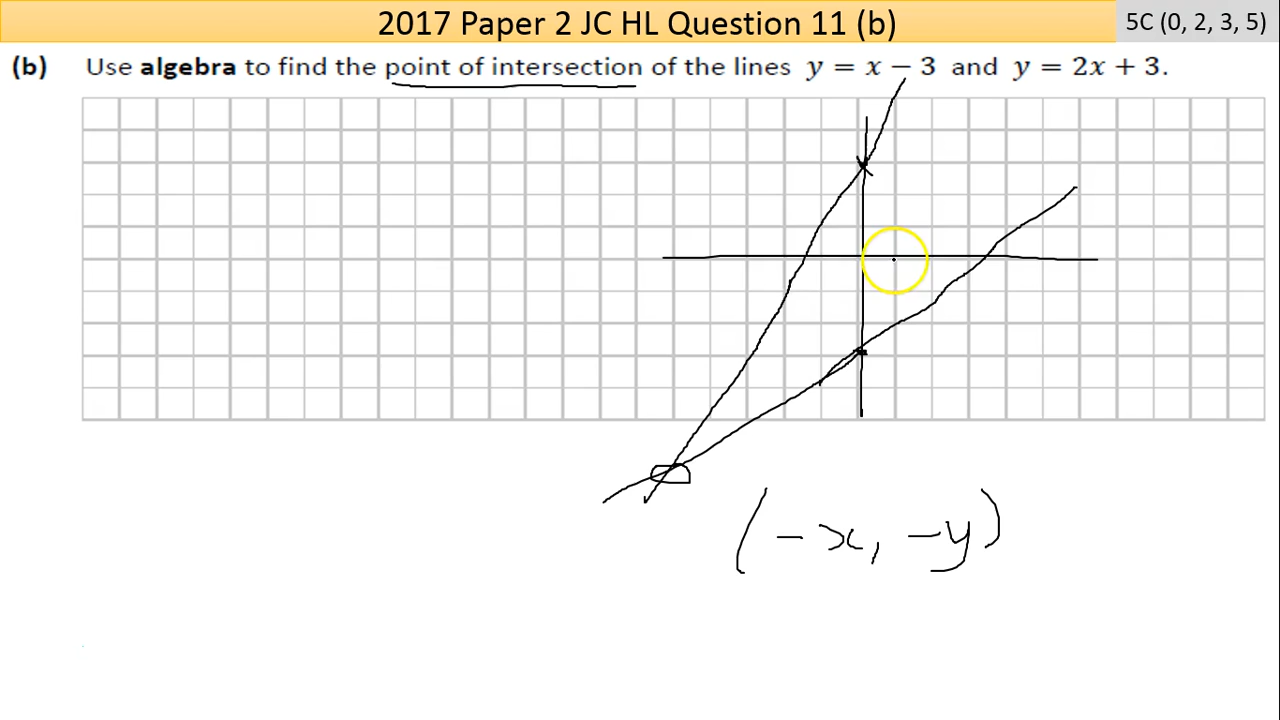 2017 Paper 2 JC HL Question 11 (b)
5C (0, 2, 3, 5)
(b) Use algebra to find the point of intersection of the lines y = x − 3 and y = 2x + 3.
(−x, −y)